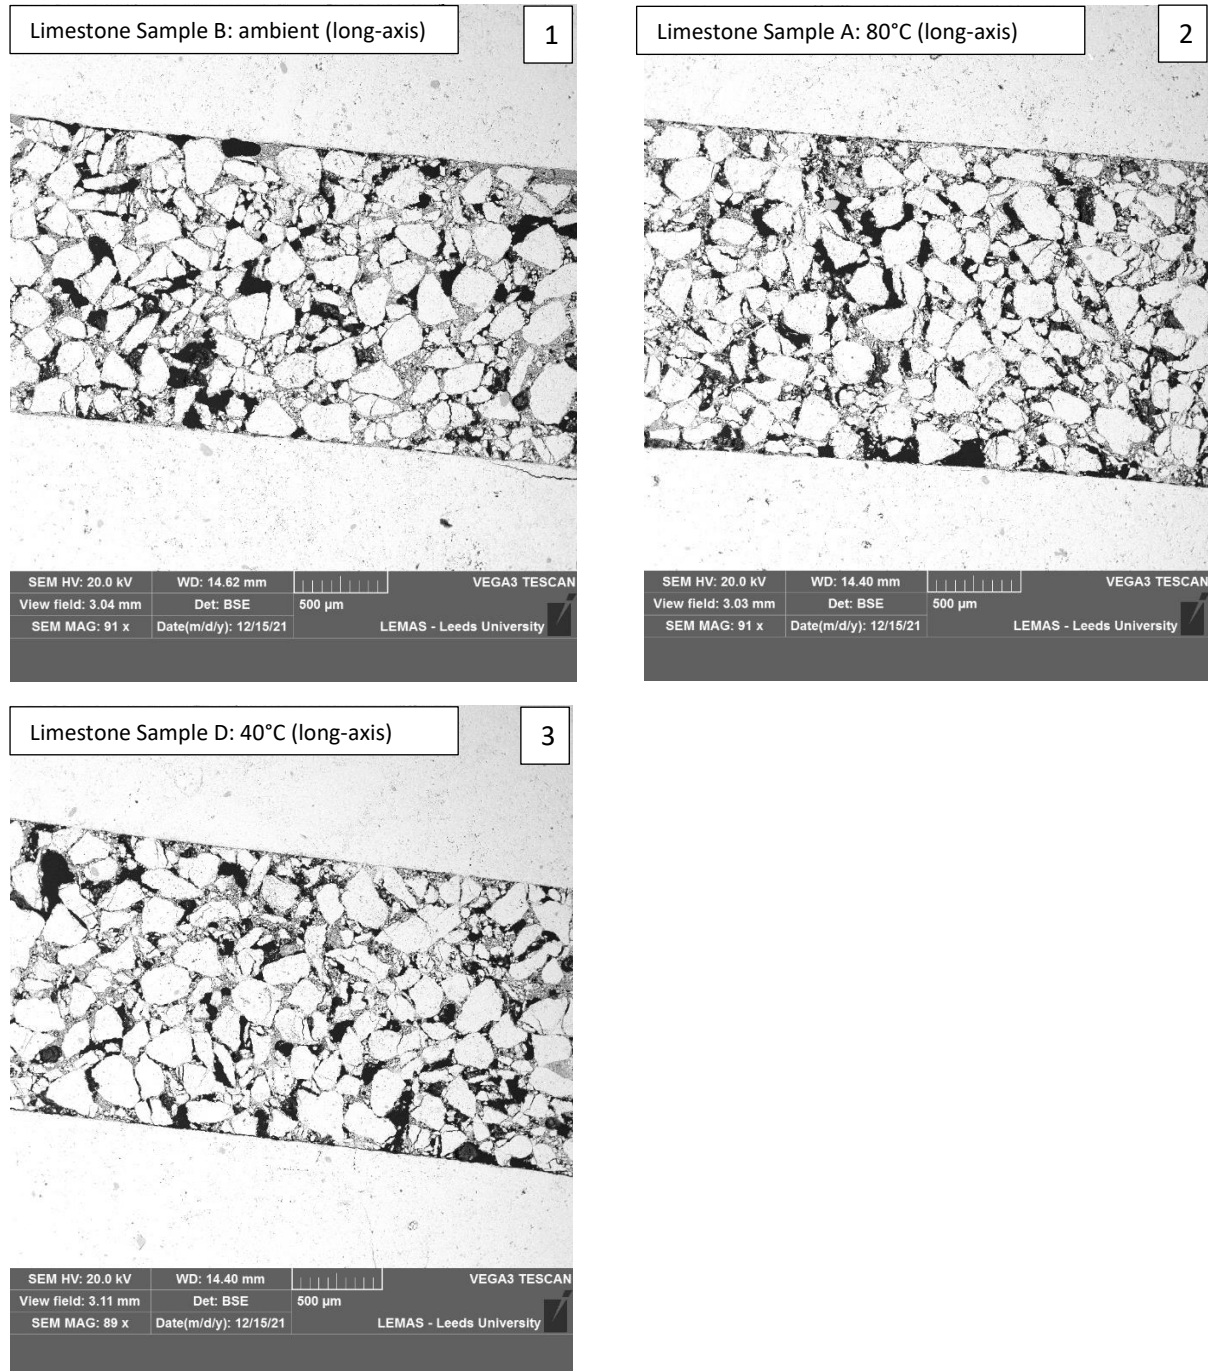 Limestone Sample B: ambient (long-axis)
1
SEM HV: 20.0 kV WD: 14.62 mm VEGA3 TESCAN
View field: 3.04 mm Det: BSE 500 µm
SEM MAG: 91 x Date(m/d/y): 12/15/21 LEMAS - Leeds University
Limestone Sample A: 80°C (long-axis)
2
SEM HV: 20.0 kV WD: 14.40 mm VEGA3 TESCAN
View field: 3.03 mm Det: BSE 500 µm
SEM MAG: 91 x Date(m/d/y): 12/15/21 LEMAS - Leeds University
Limestone Sample D: 40°C (long-axis)
3
SEM HV: 20.0 kV WD: 14.40 mm VEGA3 TESCAN
View field: 3.11 mm Det: BSE 500 µm
SEM MAG: 89 x Date(m/d/y): 12/15/21 LEMAS - Leeds University